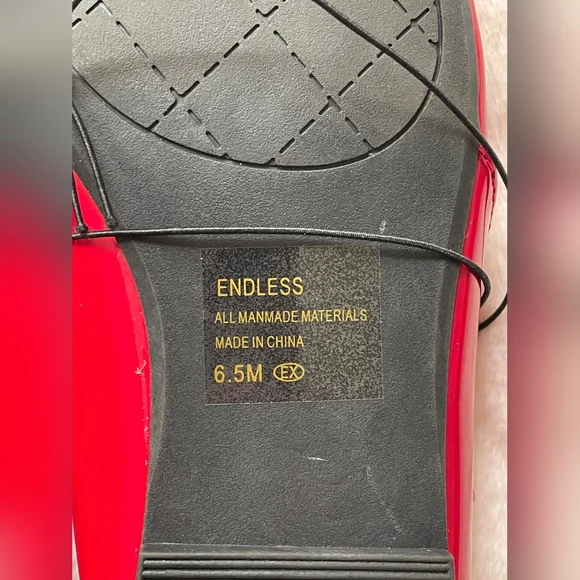 ENDLESS
ALL MANMADE MATERIALS
MADE IN CHINA
6.5M EX